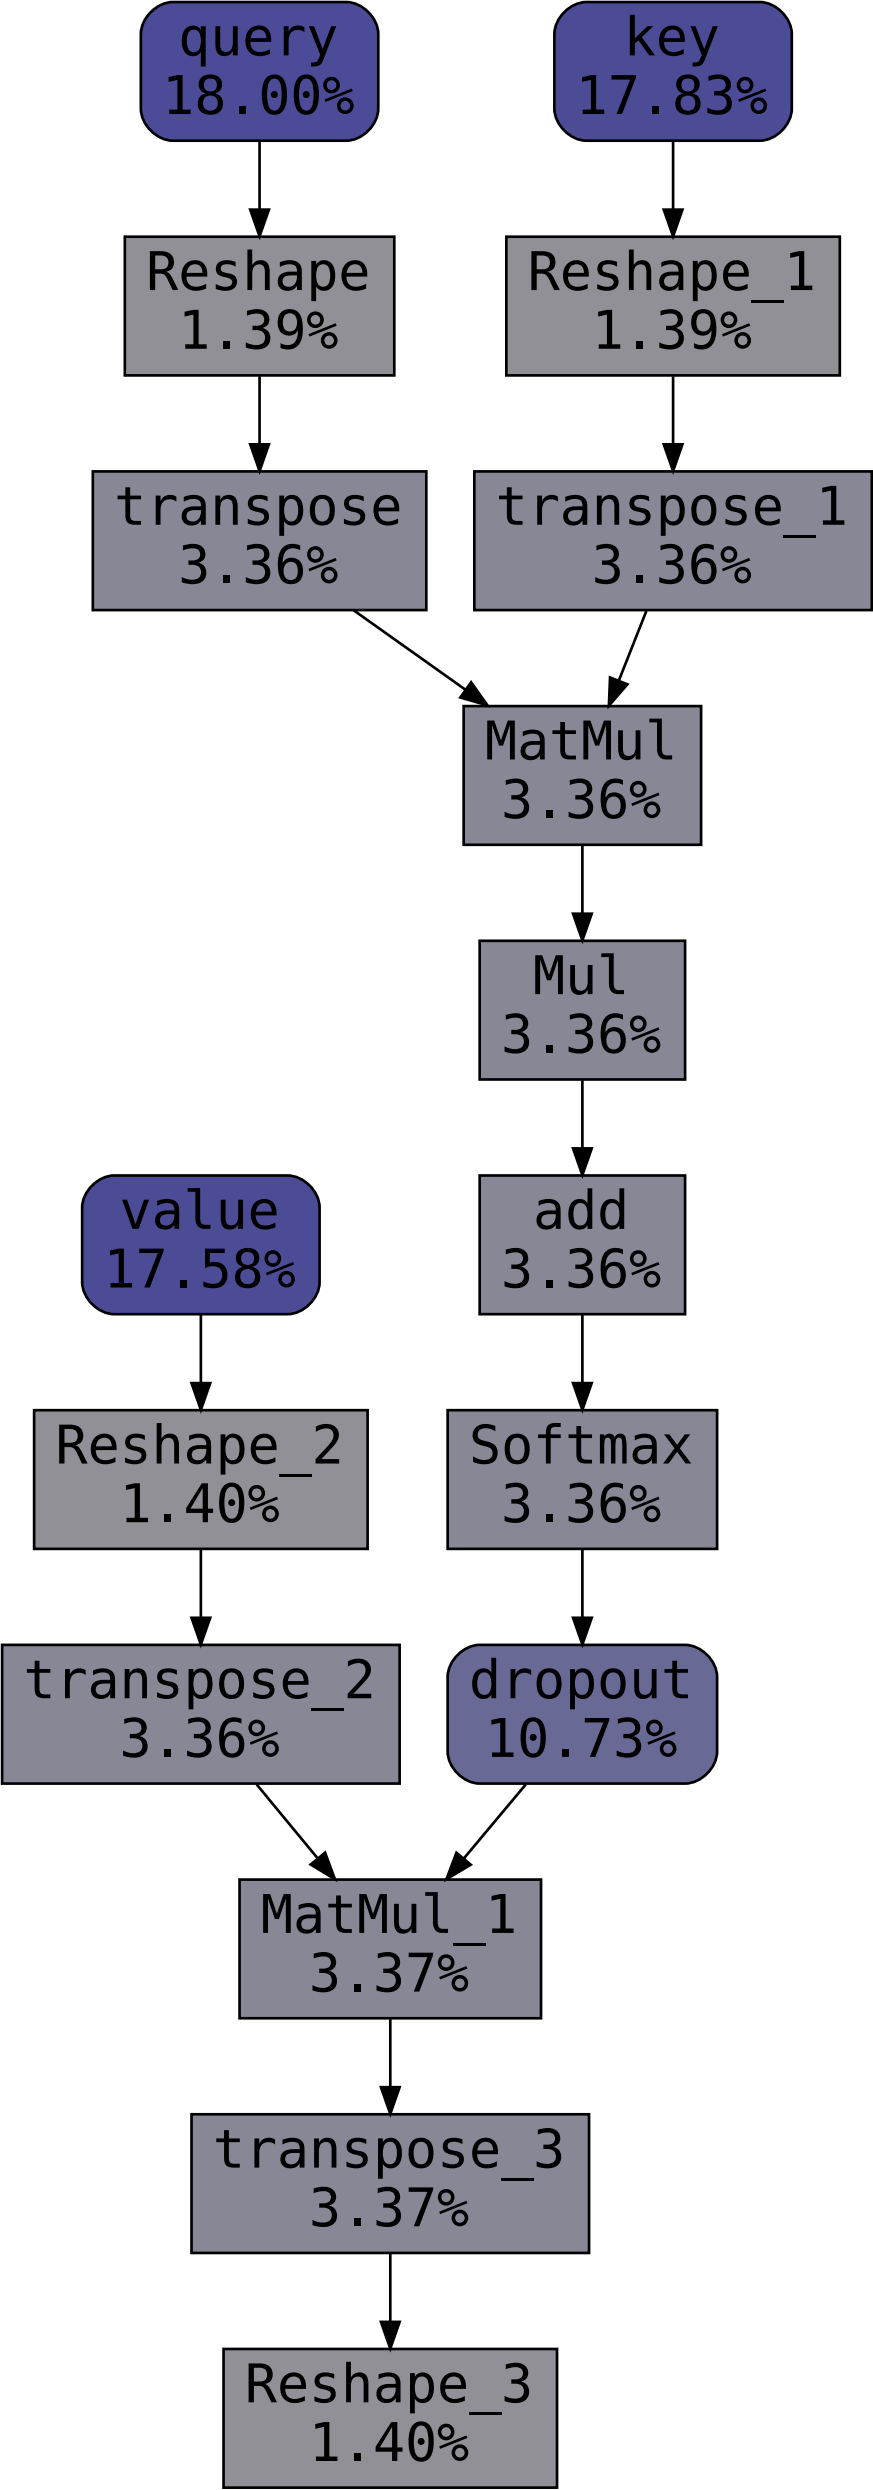 query
18.00%
key
17.83%
Reshape
1.39%
Reshape_1
1.39%
transpose
3.36%
transpose_1
3.36%
MatMul
3.36%
Mul
3.36%
add
3.36%
value
17.58%
Softmax
3.36%
Reshape_2
1.40%
dropout
10.73%
transpose_2
3.36%
MatMul_1
3.37%
transpose_3
3.37%
Reshape_3
1.40%